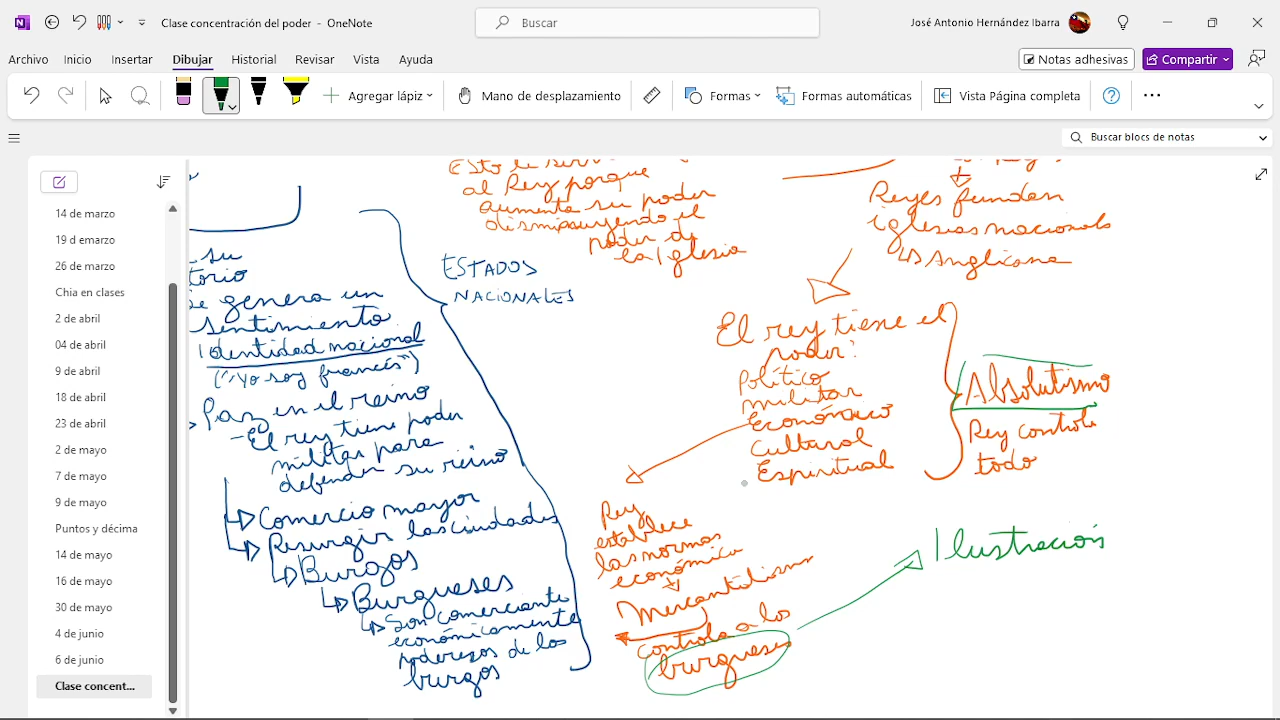 Clase concentración del poder - OneNote
Buscar
José Antonio Hernández Ibarra
Archivo Inicio Insertar Dibujar Historial Revisar Vista Ayuda
Notas adhesivas
Compartir
Agregar lápiz
Mano de desplazamiento
Formas
Formas automáticas
Vista Página completa
Buscar blocs de notas
14 de marzo
19 d emarzo
26 de marzo
Chia en clases
2 de abril
04 de abril
9 de abril
18 de abril
23 de abril
2 de mayo
7 de mayo
9 de mayo
Puntos y décima
14 de mayo
16 de mayo
30 de mayo
4 de junio
6 de junio
Clase concent...
su
torio
se genera un
sentimiento
identidad nacional
("Yo soy francés")
Paz en el reino
- El rey tiene poder
militar para
defender su reino
Comercio mayor
Resurgir las ciudades
Burgos
Burgueses
Son comerciante
económicamente
poderosos de los
burgos
ESTADOS
NACIONALES
Esto le
al Rey porque
aumenta su poder
disminuyendo el
poder de
la Iglesia
Reyes fundan
iglesias nacionals
Anglicana
El rey tiene el
poder:
Político
militar
Económico
Cultural
Espiritual
Absolutismo
Rey controla
todo
Rey
establece
las normas
económica
Mercantilismo
controla a los
burgueses
Ilustración